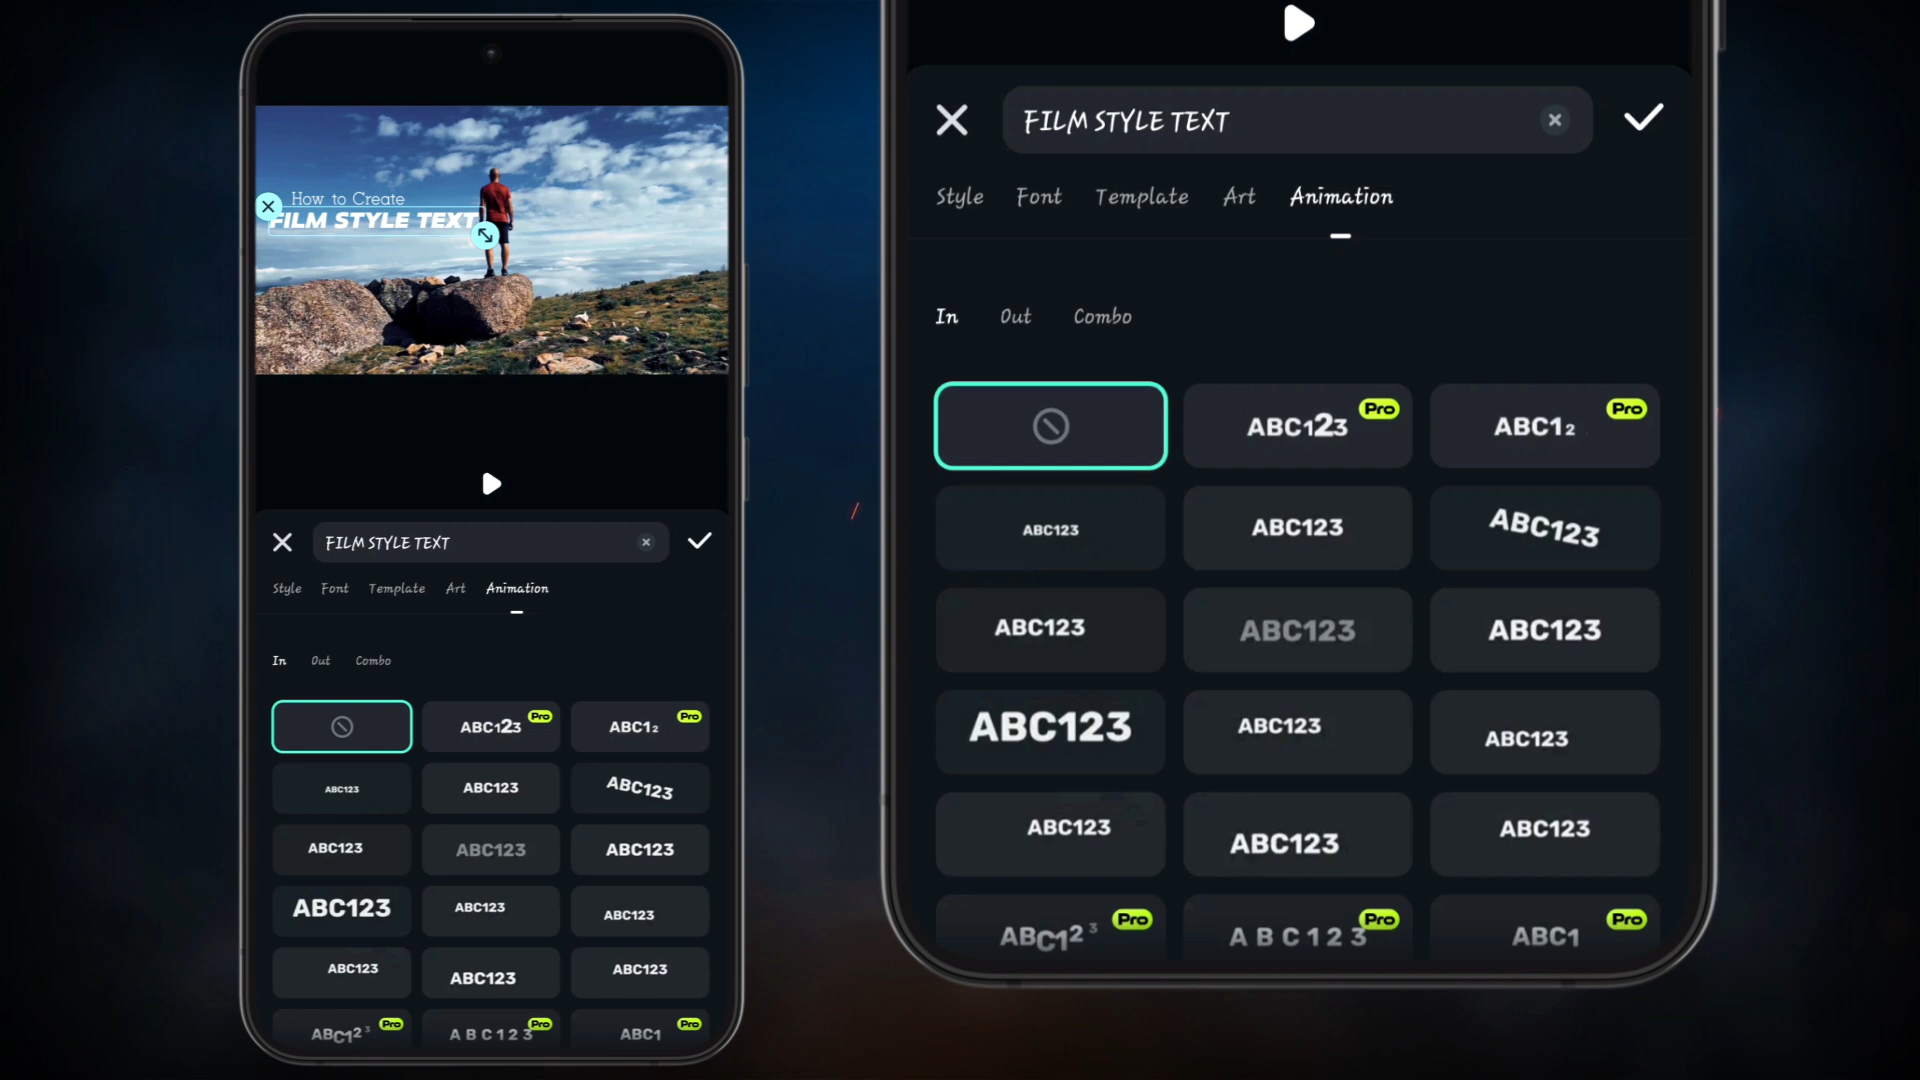 How to Create
FILM STYLE TEXT
FILM STYLE TEXT
Style Font Template Art Animation
In Out Combo
ABC123 Pro ABC12 Pro
ABC123 ABC123 ABC123
ABC123 ABC123 ABC123
ABC123 ABC123 ABC123
ABC123 ABC123 ABC123
ABC123 Pro ABC123 Pro ABC1 Pro
FILM STYLE TEXT
Style Font Template Art Animation
In Out Combo
ABC123 Pro ABC12 Pro
ABC123 ABC123 ABC123
ABC123 ABC123 ABC123
ABC123 ABC123 ABC123
ABC123 ABC123 ABC123
ABC123 Pro A B C 1 2 3 Pro ABC1 Pro